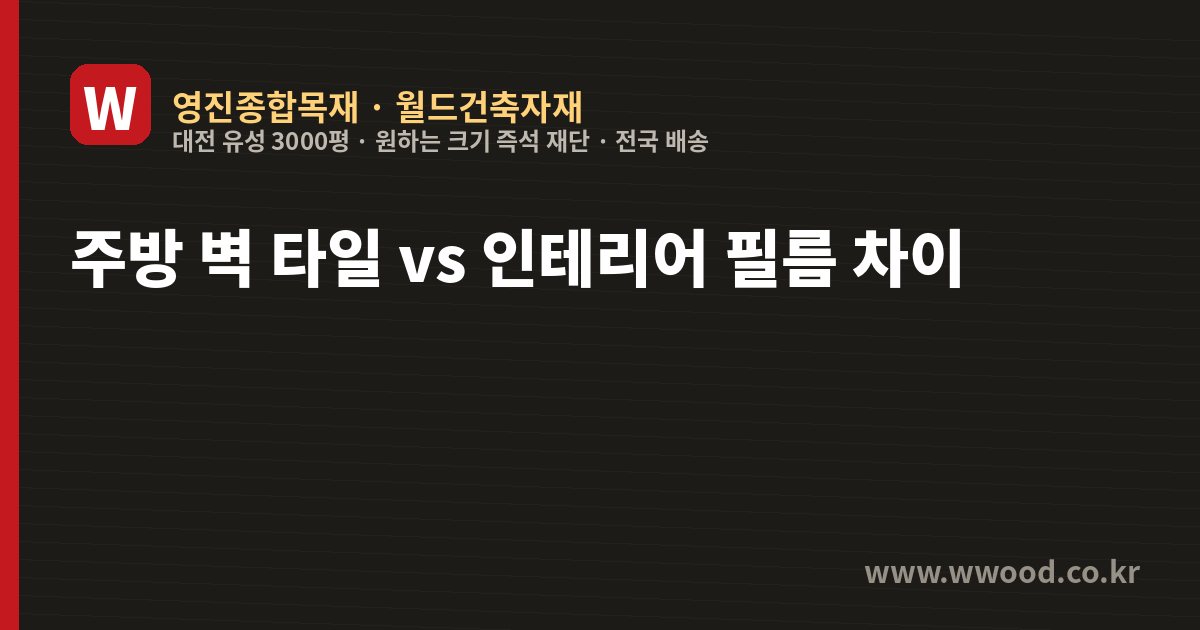 W
영진종합목재 · 월드건축자재
대전 유성 3000평 · 원하는 크기 즉석 재단 · 전국 배송
주방 벽 타일 vs 인테리어 필름 차이
www.wwood.co.kr